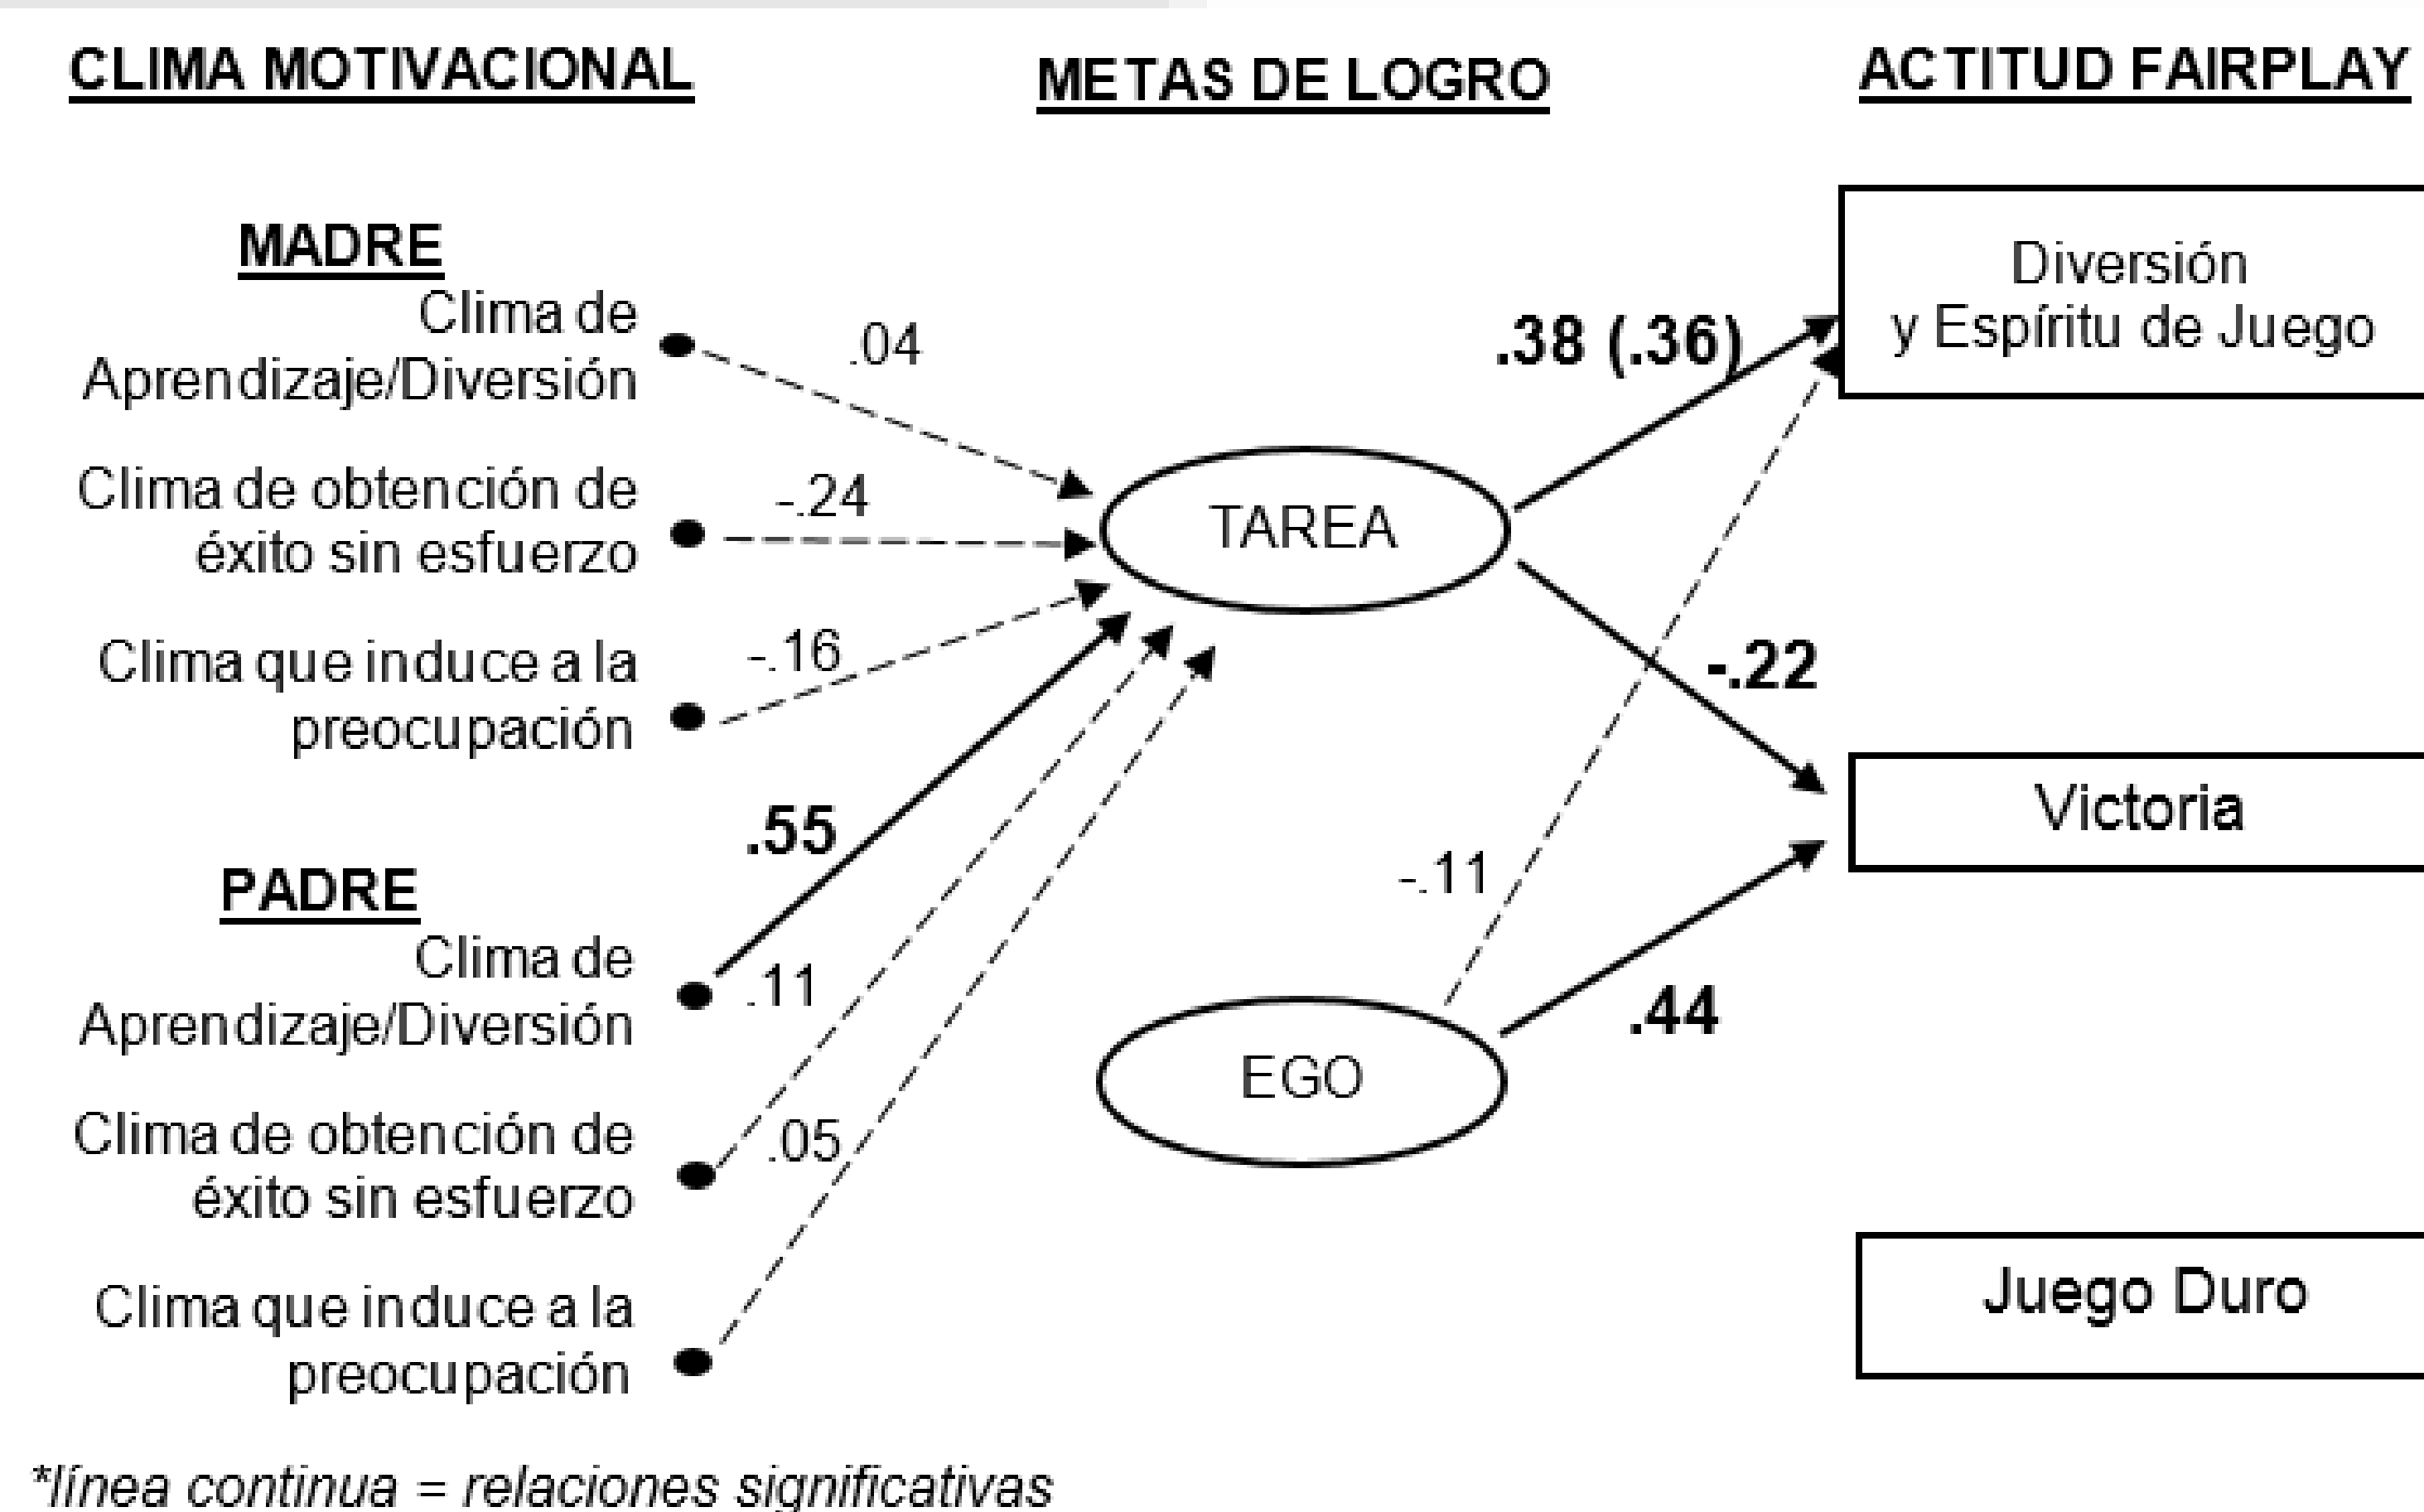 CLIMA MOTIVACIONAL
METAS DE LOGRO
ACTITUD FAIRPLAY
MADRE
Clima de
Aprendizaje/Diversión
Clima de obtención de
éxito sin esfuerzo
Clima que induce a la
preocupación
.04
-.24
-.16
PADRE
Clima de
Aprendizaje/Diversión
Clima de obtención de
éxito sin esfuerzo
Clima que induce a la
preocupación
.55
.11
.05
TAREA
EGO
.38 (.36)
-.22
-.11
.44
Diversión
y Espíritu de Juego
Victoria
Juego Duro
*línea continua = relaciones significativas